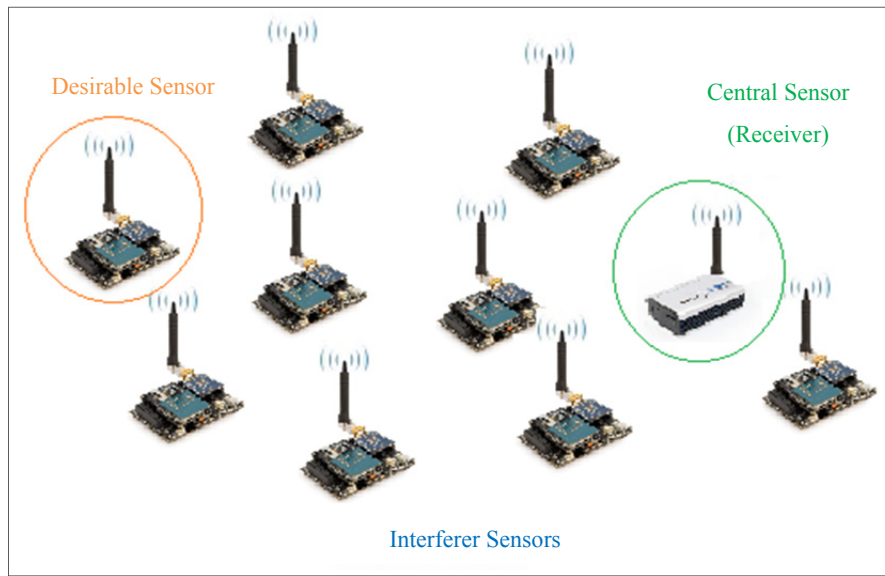 Desirable Sensor
Central Sensor
(Receiver)
Interferer Sensors